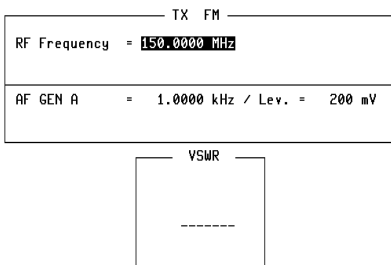 TX FM
RF Frequency = 150.0000 MHz
AF GEN A = 1.0000 kHz / Lev. = 200 mV
VSWR
-------